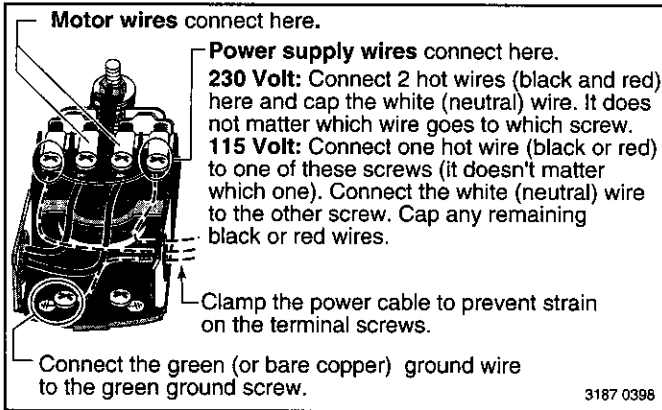 Motor wires connect here.
Power supply wires connect here.
230 Volt: Connect 2 hot wires (black and red)
here and cap the white (neutral) wire. It does
not matter which wire goes to which screw.
115 Volt: Connect one hot wire (black or red)
to one of these screws (it doesn't matter
which one). Connect the white (neutral) wire
to the other screw. Cap any remaining
black or red wires.
Clamp the power cable to prevent strain
on the terminal screws.
Connect the green (or bare copper) ground wire
to the green ground screw.
3187 0398